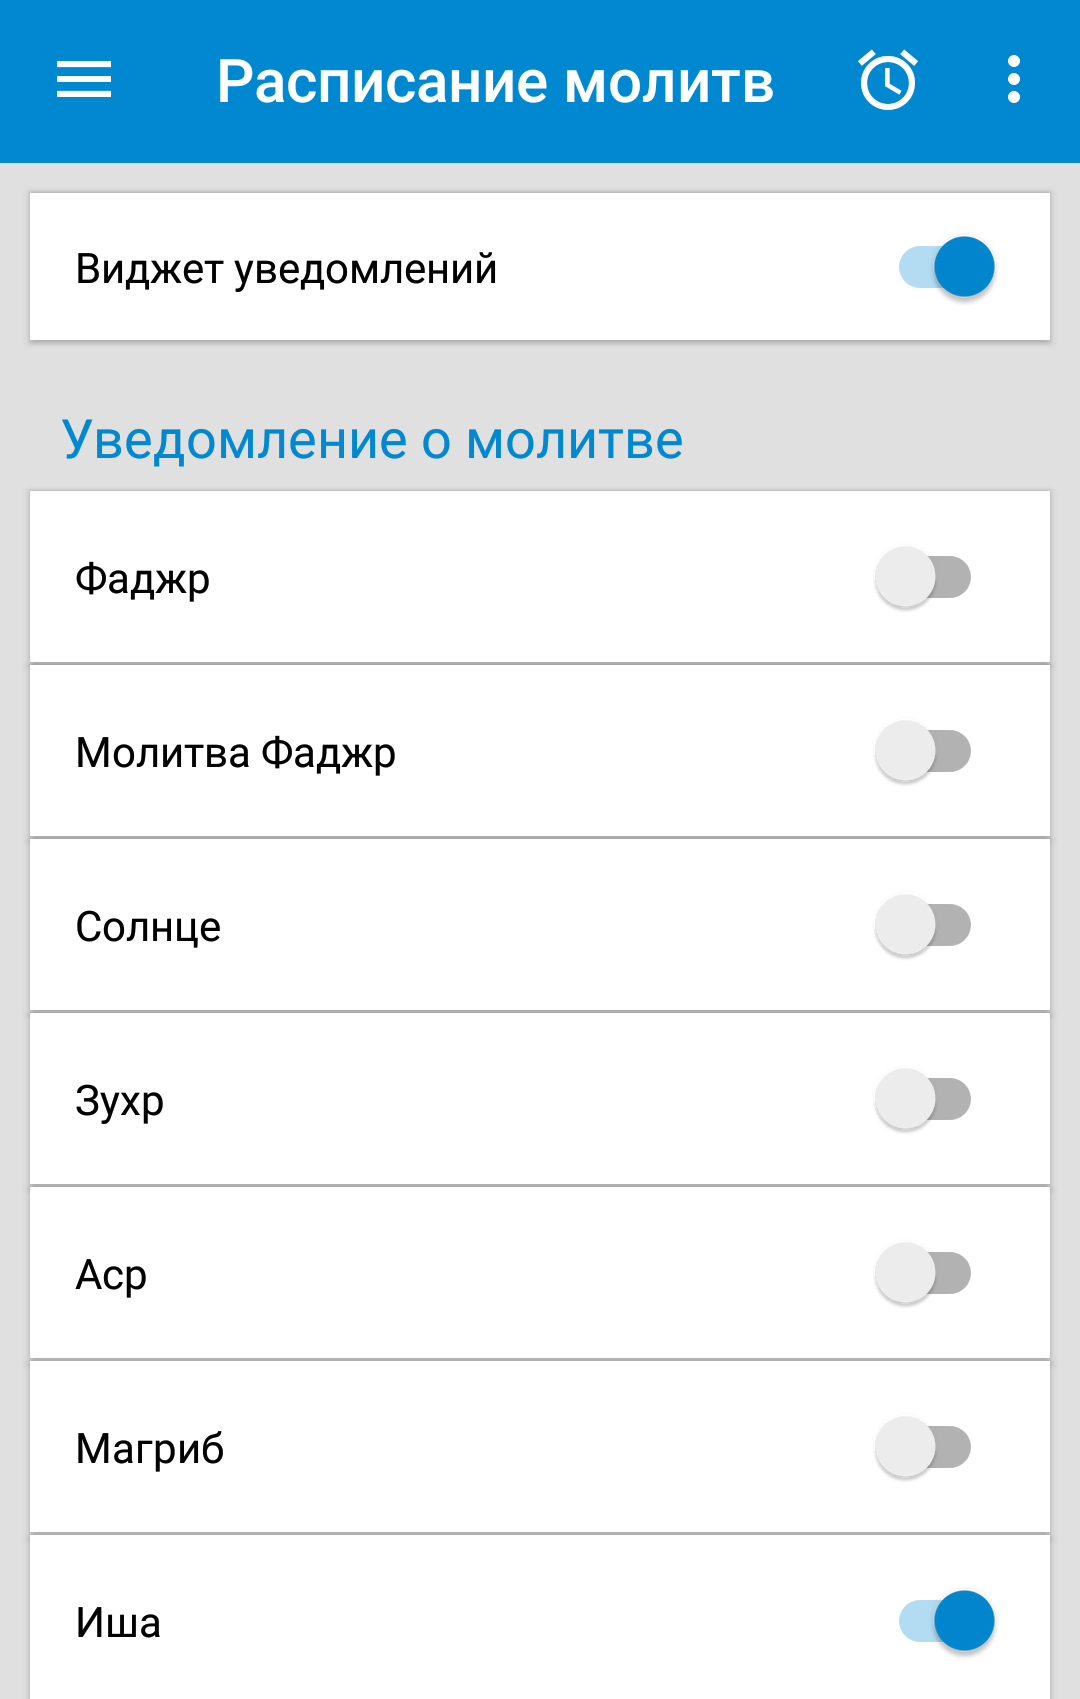 Расписание молитв
Виджет уведомлений
Уведомление о молитве
Фаджр
Молитва Фаджр
Солнце
Зухр
Аср
Магриб
Иша